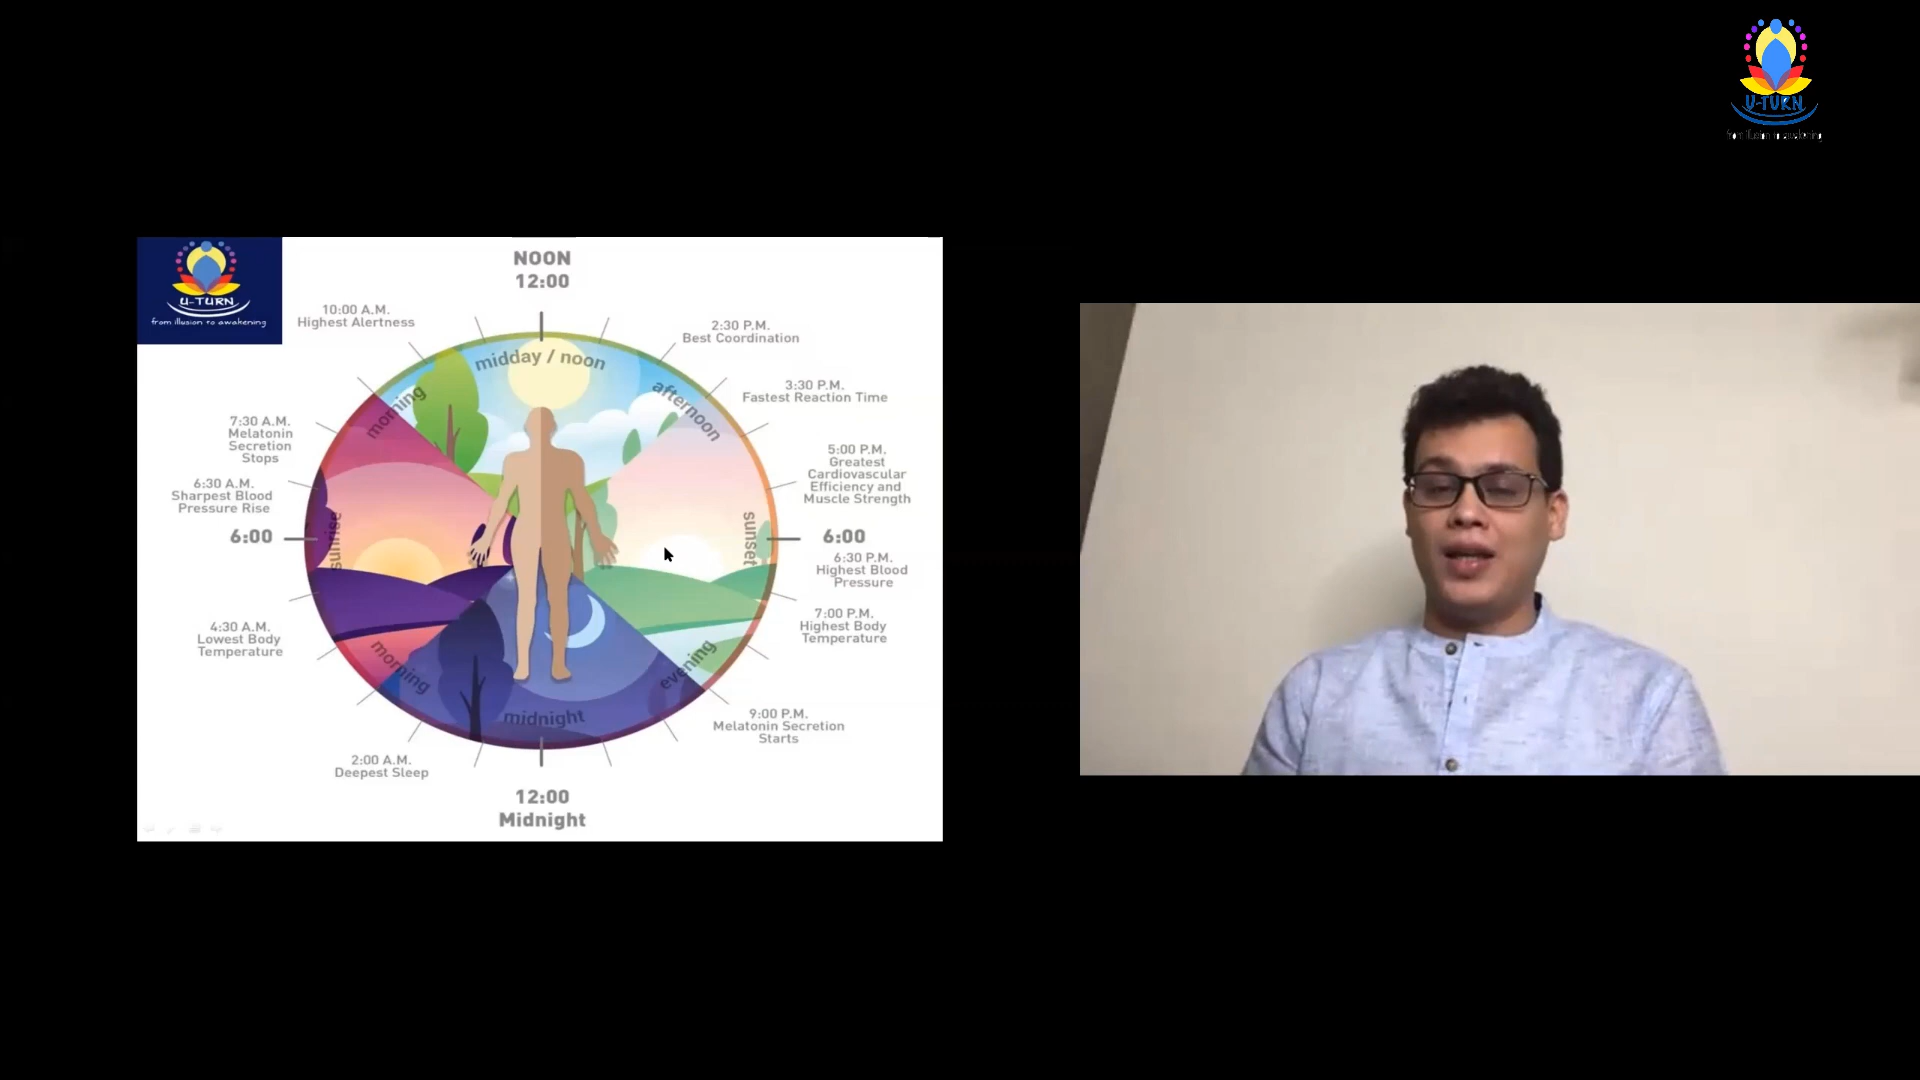 U-TURN
U-TURN
from illusion to awakening
NOON
12:00
10:00 A.M.
Highest Alertness
2:30 P.M.
Best Coordination
midday / noon
morning
afternoon
3:30 P.M.
Fastest Reaction Time
7:30 A.M.
Melatonin
Secretion
Stops
5:00 P.M.
Greatest
Cardiovascular
Efficiency and
Muscle Strength
6:30 A.M.
Sharpest Blood
Pressure Rise
6:00
sunrise
sunset
6:00
6:30 P.M.
Highest Blood
Pressure
4:30 A.M.
Lowest Body
Temperature
7:00 P.M.
Highest Body
Temperature
morning
evening
midnight
9:00 P.M.
Melatonin Secretion
Starts
2:00 A.M.
Deepest Sleep
12:00
Midnight